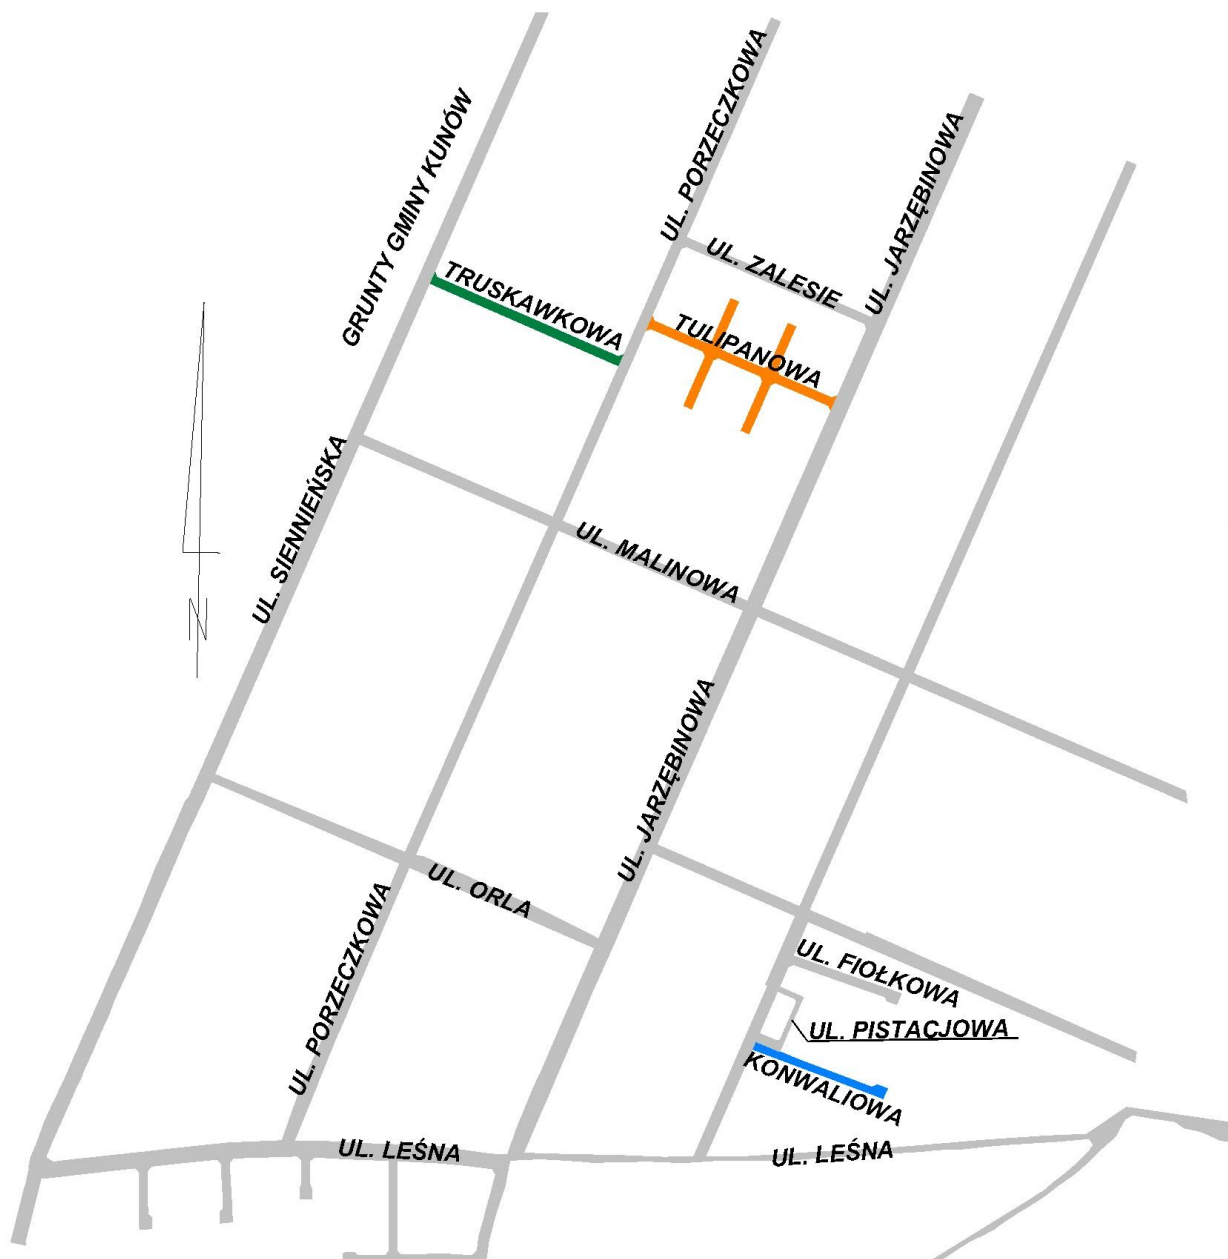 UL. PORZECZKOWA
GRUNTY GMINY KUNÓW
UL. JARZĘBINOWA
UL. ZALESIE
TRUSKAWKOWA
TULIPANOWA
UL. SIENNIEŃSKA
UL. MALINOWA
N
UL. JARZĘBINOWA
UL. ORLA
UL. PORZECZKOWA
UL. FIOŁKOWA
UL. PISTACJOWA
KONWALIOWA
UL. LEŚNA
UL. LEŚNA